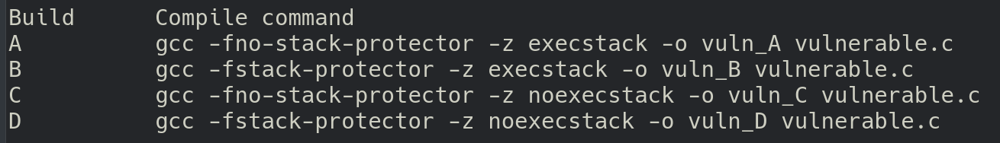 Build Compile command
A gcc -fno-stack-protector -z execstack -o vuln_A vulnerable.c
B gcc -fstack-protector -z execstack -o vuln_B vulnerable.c
C gcc -fno-stack-protector -z noexecstack -o vuln_C vulnerable.c
D gcc -fstack-protector -z noexecstack -o vuln_D vulnerable.c